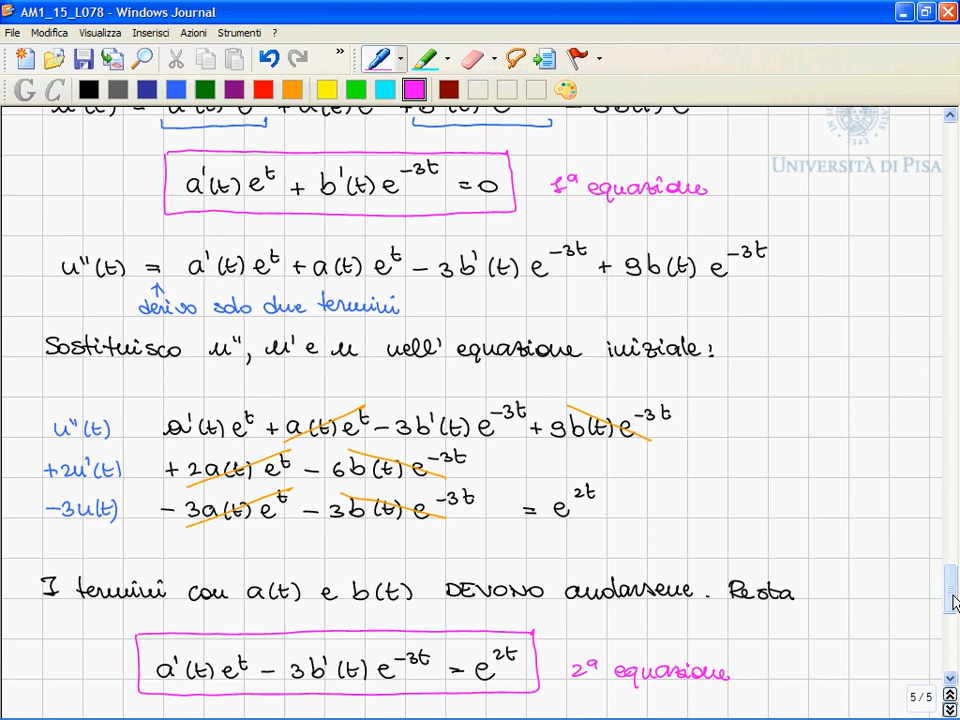 AM1_15_L078 - Windows Journal
File Modifica Visualizza Inserisci Azioni Strumenti ?
G C
UNIVERSITÀ DI PISA
a'(t) e^t + b'(t) e^{-3t} = 0 1ª equazione
u''(t) = a'(t) e^t + a(t) e^t - 3b'(t) e^{-3t} + 9b(t) e^{-3t}
derivo solo due termini
Sostituisco u'', u' e u nell'equazione iniziale:
u''(t) a'(t) e^t + a(t) e^t - 3b'(t) e^{-3t} + 9b(t) e^{-3t}
+2u'(t) + 2a(t) e^t - 6b(t) e^{-3t}
-3u(t) - 3a(t) e^t - 3b(t) e^{-3t} = e^{2t}
I termini con a(t) e b(t) DEVONO andarsene. Resta
a'(t) e^t - 3b'(t) e^{-3t} = e^{2t} 2ª equazione
5 / 5